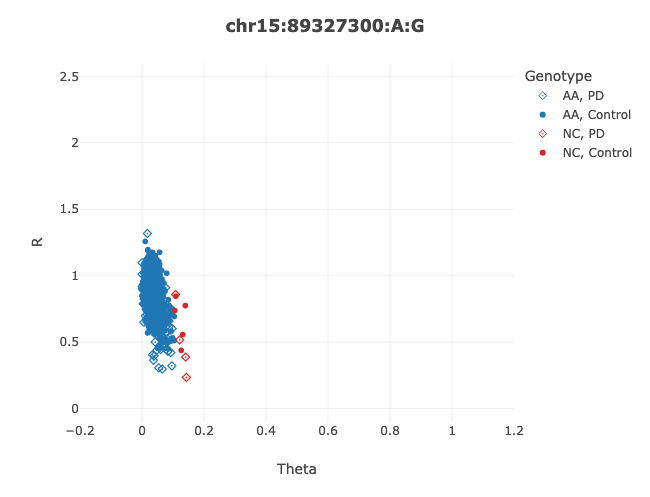 chr15:89327300:A:G
Genotype
AA, PD
AA, Control
NC, PD
NC, Control
2.5
2
1.5
1
0.5
0
R
−0.2 0 0.2 0.4 0.6 0.8 1 1.2
Theta